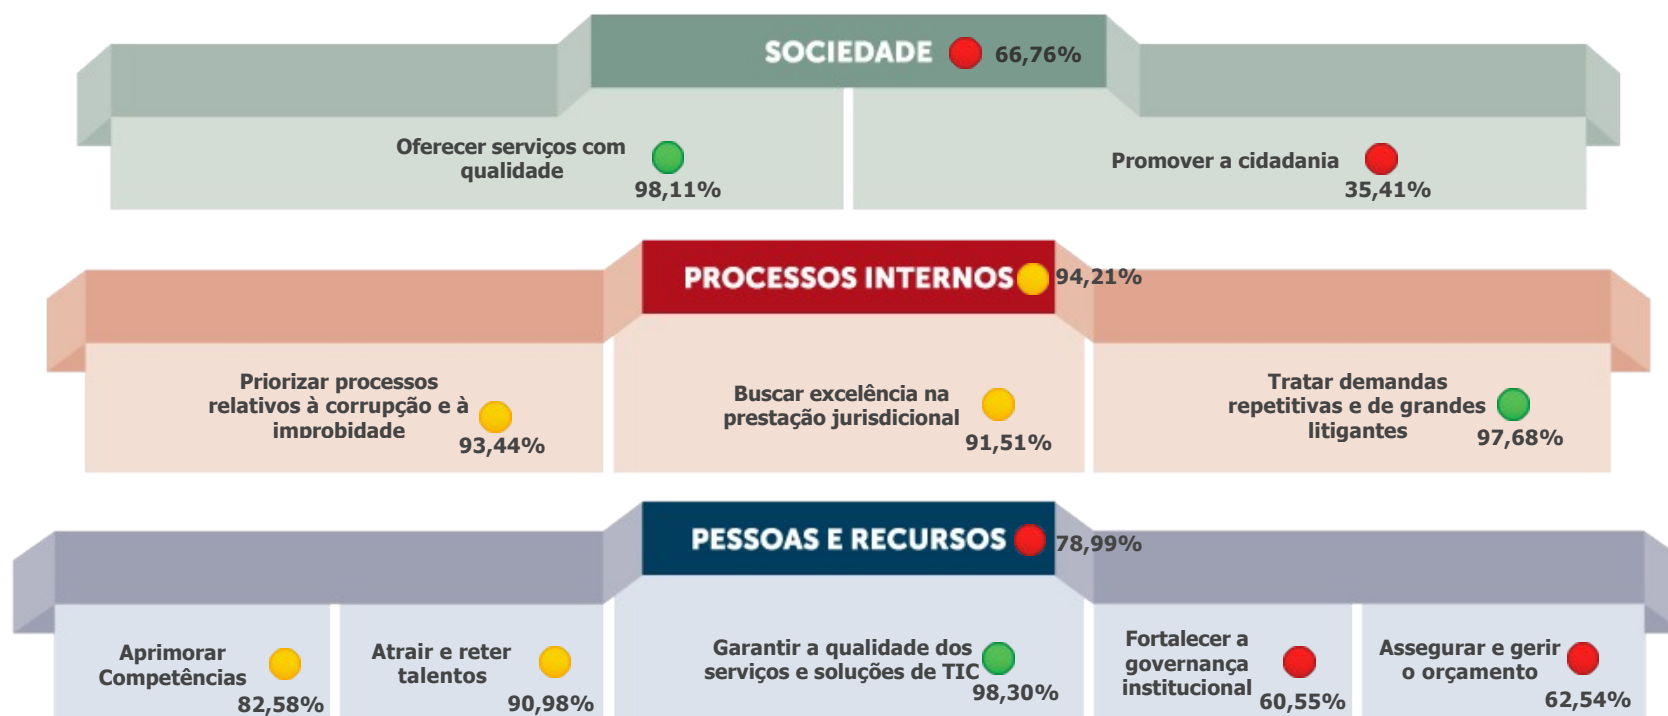 SOCIEDADE 66,76%
Oferecer serviços com
qualidade
98,11%
Promover a cidadania
35,41%
PROCESSOS INTERNOS 94,21%
Priorizar processos
relativos à corrupção e à
improbidade
93,44%
Buscar excelência na
prestação jurisdicional
91,51%
Tratar demandas
repetitivas e de grandes
litigantes
97,68%
PESSOAS E RECURSOS 78,99%
Aprimorar
Competências
82,58%
Atrair e reter
talentos
90,98%
Garantir a qualidade dos
serviços e soluções de TIC
98,30%
Fortalecer a
governança
institucional
60,55%
Assegurar e gerir
o orçamento
62,54%